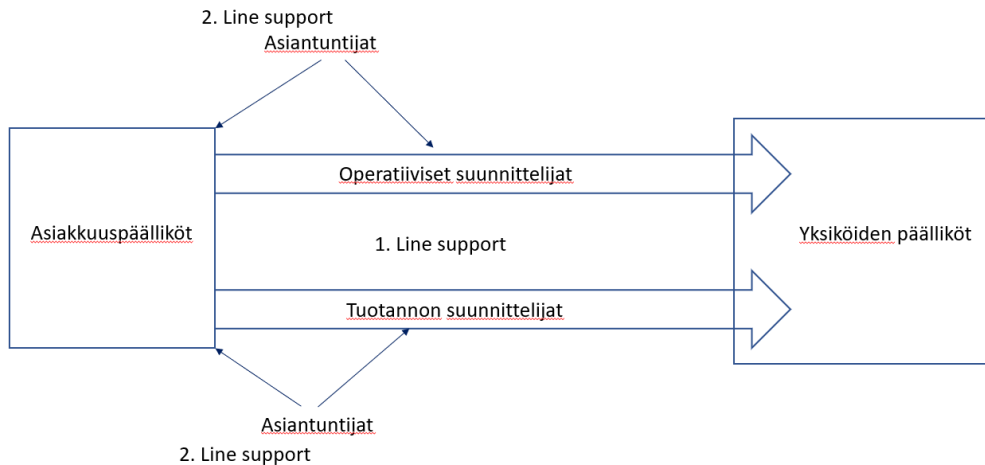 2. Line support
Asiantuntijat
Operatiiviset suunnittelijat
Asiakkuuspäälliköt
1. Line support
Yksiköiden päälliköt
Tuotannon suunnittelijat
Asiantuntijat
2. Line support